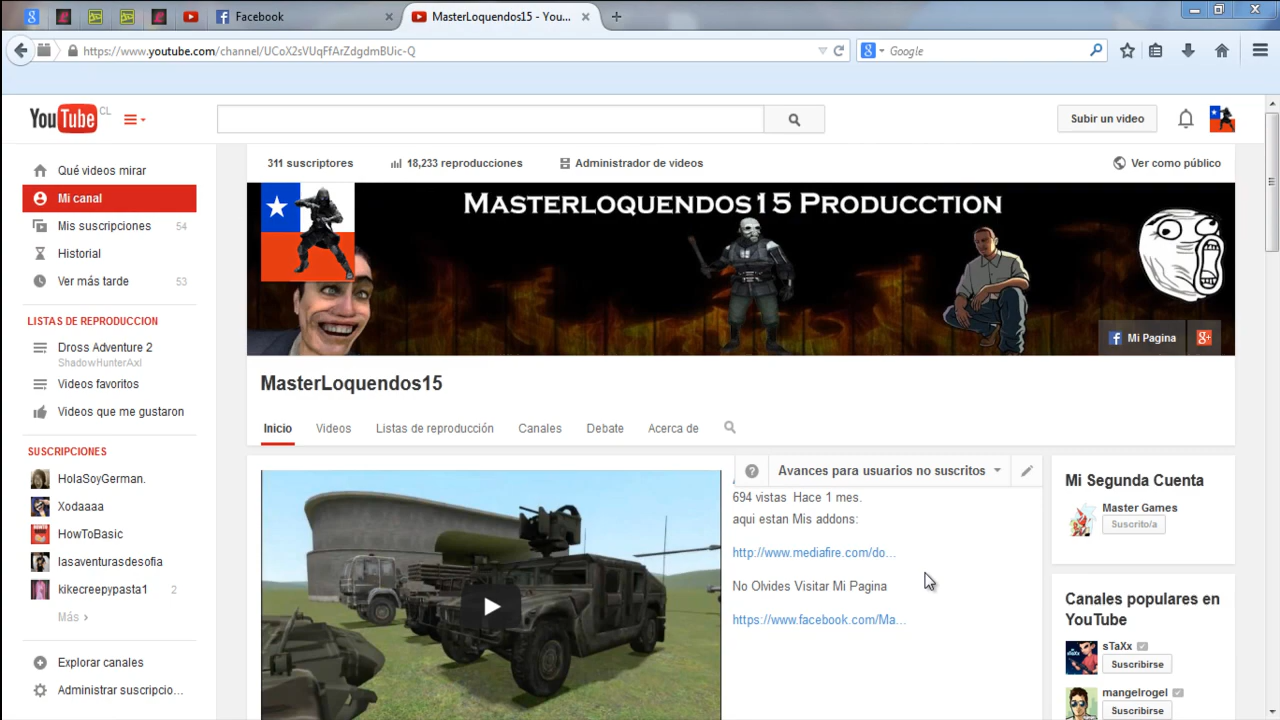 Facebook
MasterLoquendos15 - You...
https://www.youtube.com/channel/UCoX2sVUqFfArZdgdmBUic-Q
Google
YouTube CL
Subir un video
Qué videos mirar
Mi canal
Mis suscripciones 54
Historial
Ver más tarde 53
LISTAS DE REPRODUCCION
Dross Adventure 2
ShadowHunterAxl
Videos favoritos
Videos que me gustaron
SUSCRIPCIONES
HolaSoyGerman.
Xodaaaa
HowToBasic
lasaventurasdesofia
kikecreepypasta1 2
Más ›
Explorar canales
Administrar suscripcio...
311 suscriptores
18,233 reproducciones
Administrador de videos
Ver como público
Masterloquendos15 Producction
Mi Pagina
MasterLoquendos15
Inicio
Videos
Listas de reproducción
Canales
Debate
Acerca de
Avances para usuarios no suscritos
694 vistas Hace 1 mes.
aqui estan Mis addons:
http://www.mediafire.com/do...
No Olvides Visitar Mi Pagina
https://www.facebook.com/Ma...
Mi Segunda Cuenta
Master Games
Suscrito/a
Canales populares en
YouTube
sTaXx
Suscribirse
mangelrogel
Suscribirse